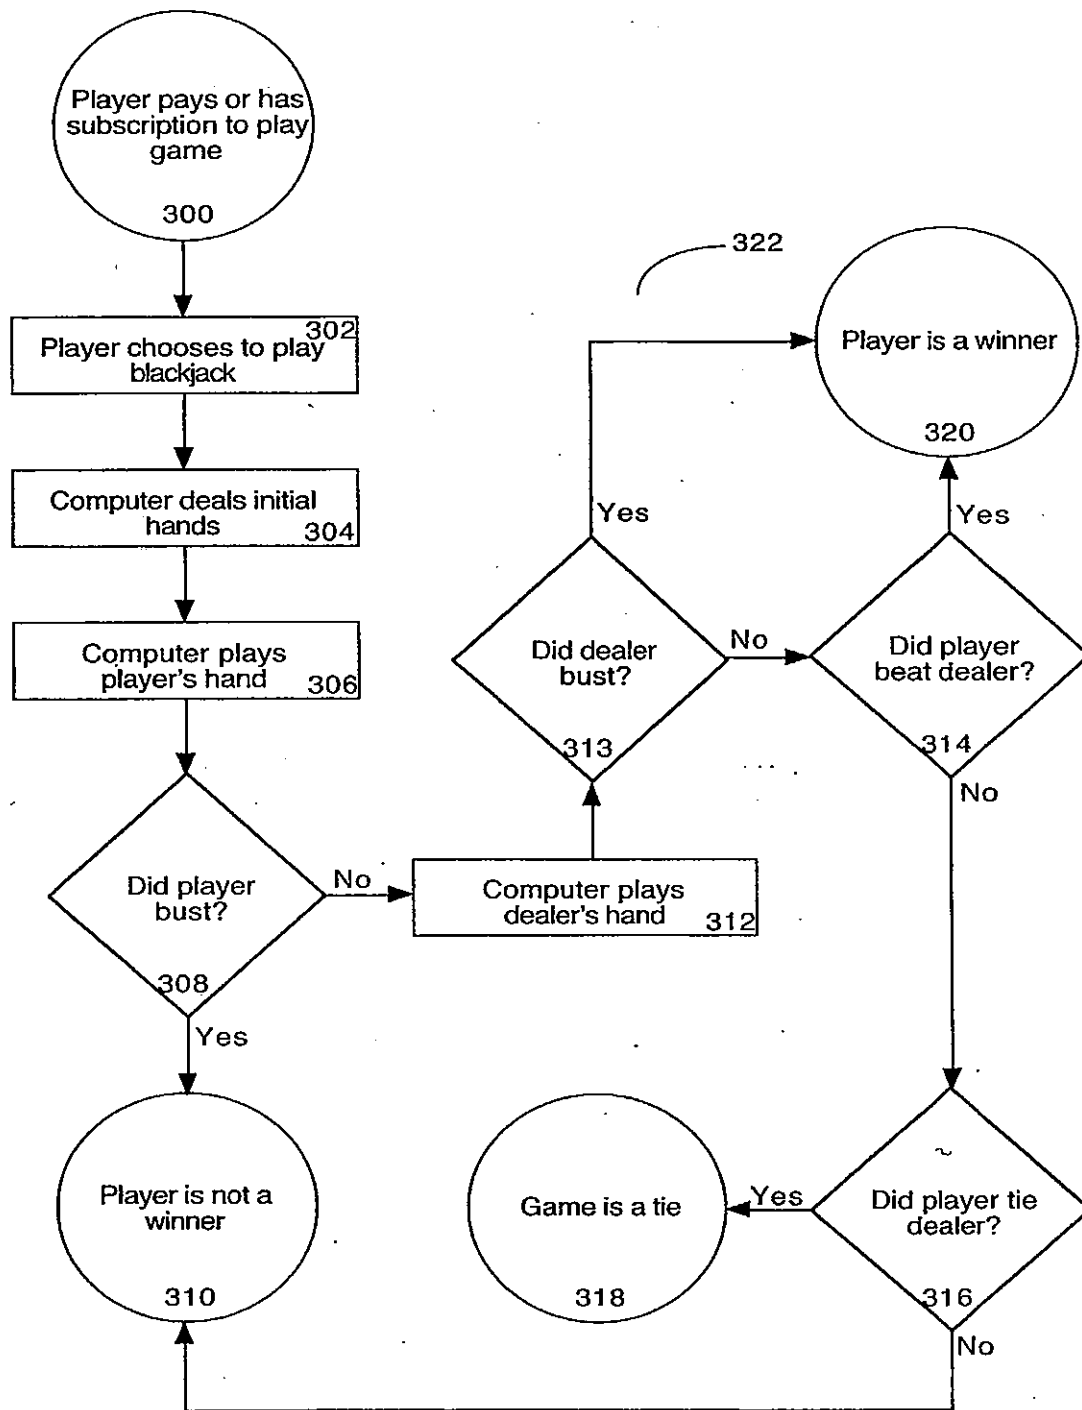 Player pays or has
subscription to play
game
300
302
Player chooses to play
blackjack
Computer deals initial
hands
304
Computer plays
player's hand
306
Did player
bust?
308
No
Yes
Player is not a
winner
310
Computer plays
dealer's hand
312
Did dealer
bust?
313
Yes
No
322
Player is a winner
320
Yes
Did player
beat dealer?
314
No
Did player tie
dealer?
316
Yes
No
Game is a tie
318